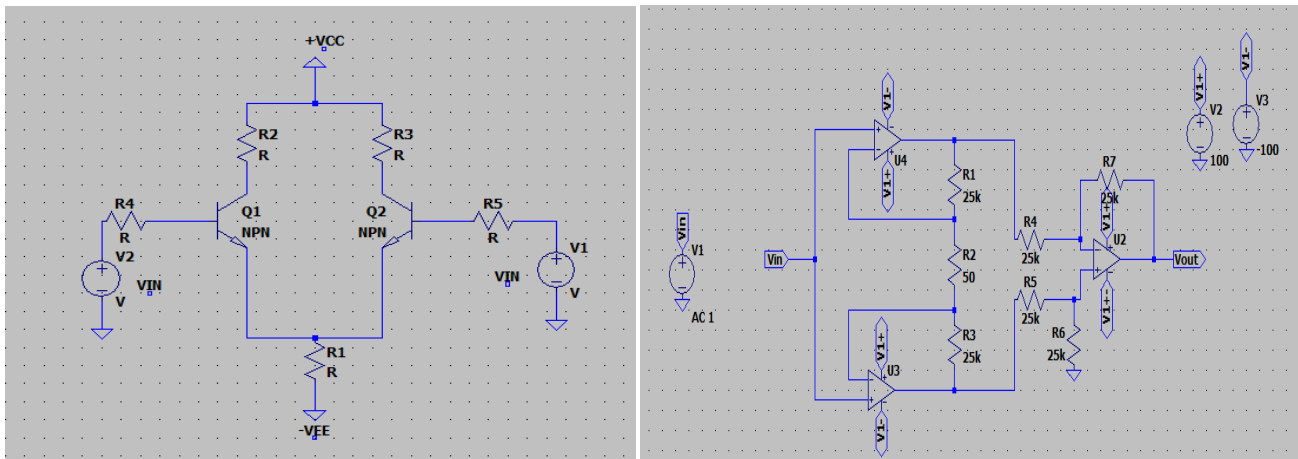 +VCC
R2
R
R3
R
R4
R
Q1
NPN
Q2
NPN
R5
R
V2
V
VIN
V1
V
VIN
R1
R
-VEE
V1-
U4
V1+
R1
25k
R2
50
R3
25k
Vin
V1
AC 1
Vin
V1+
U3
V1-
R4
25k
R5
25k
R6
25k
R7
25k
V1+
U2
V1+-
Vout
V1+
V2
100
V1-
V3
-100